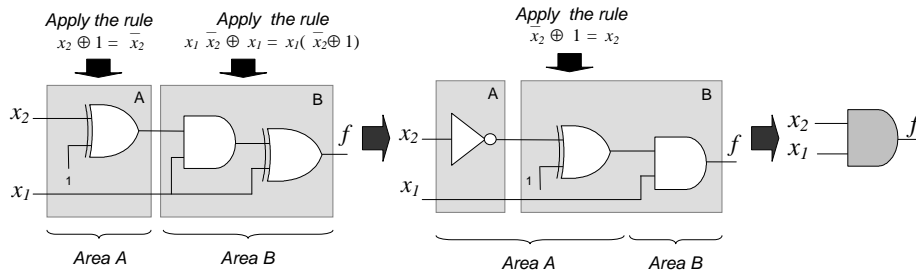 Apply the rule
x₂ ⊕ 1 = x̅₂
Apply the rule
x₁ x̅₂ ⊕ x₁ = x₁( x̅₂⊕1)
Apply the rule
x̅₂ ⊕ 1 = x₂
A
B
A
B
x₂
f
x₂
f
x₂
f
x₁
1
x₁
1
x₁
Area A
Area B
Area A
Area B